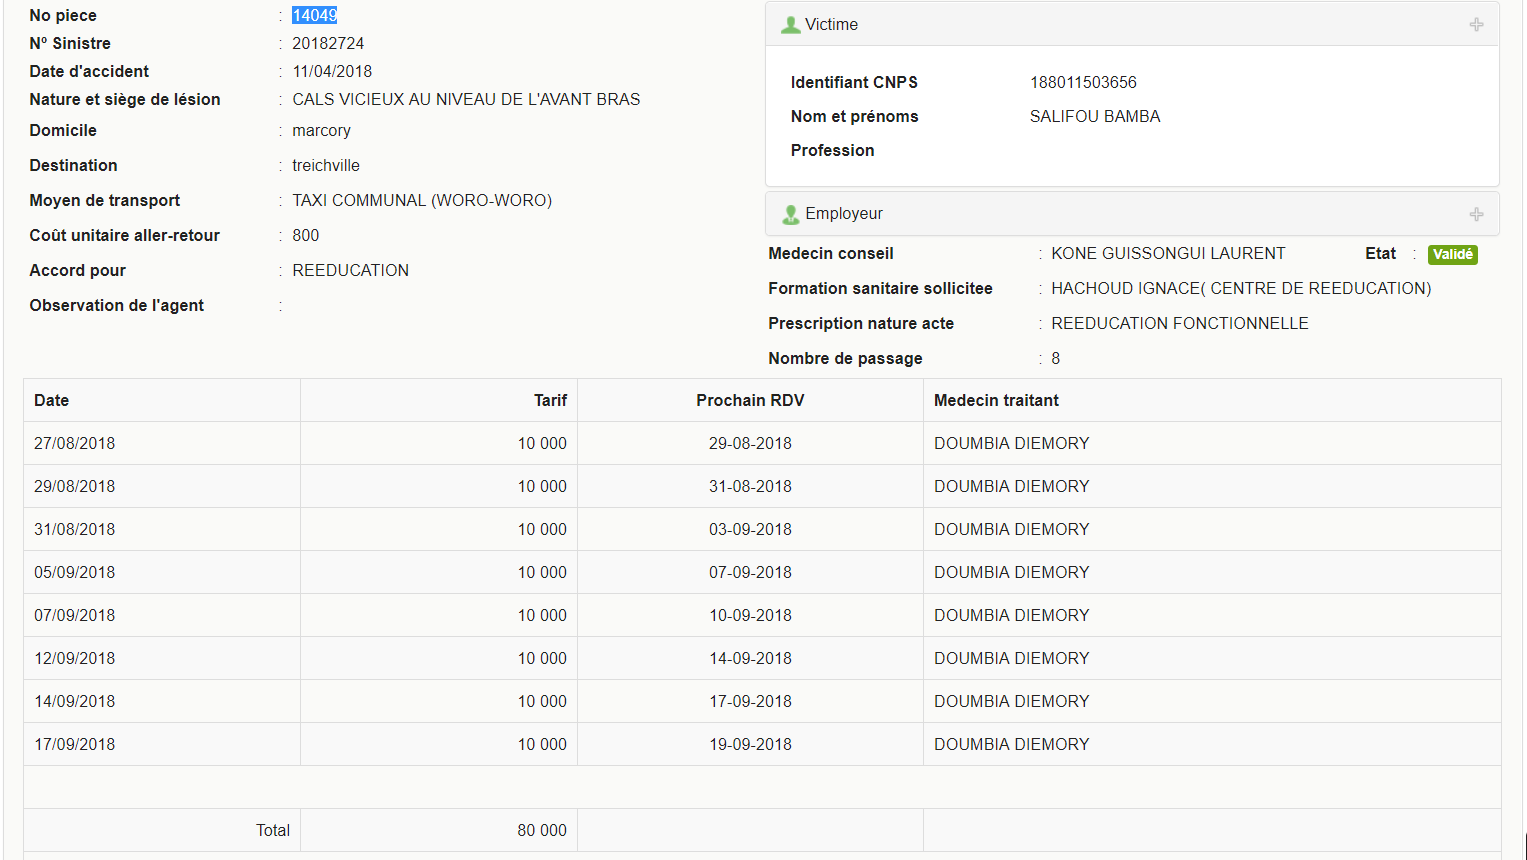 No piece : 14049
N° Sinistre : 20182724
Date d'accident : 11/04/2018
Nature et siège de lésion : CALS VICIEUX AU NIVEAU DE L'AVANT BRAS
Domicile : marcory
Destination : treichville
Moyen de transport : TAXI COMMUNAL (WORO-WORO)
Coût unitaire aller-retour : 800
Accord pour : REEDUCATION
Observation de l'agent :
Victime
Identifiant CNPS 188011503656
Nom et prénoms SALIFOU BAMBA
Profession
Employeur
Medecin conseil : KONE GUISSONGUI LAURENT Etat : Validé
Formation sanitaire sollicitee : HACHOUD IGNACE( CENTRE DE REEDUCATION)
Prescription nature acte : REEDUCATION FONCTIONNELLE
Nombre de passage : 8
Date Tarif Prochain RDV Medecin traitant
27/08/2018 10 000 29-08-2018 DOUMBIA DIEMORY
29/08/2018 10 000 31-08-2018 DOUMBIA DIEMORY
31/08/2018 10 000 03-09-2018 DOUMBIA DIEMORY
05/09/2018 10 000 07-09-2018 DOUMBIA DIEMORY
07/09/2018 10 000 10-09-2018 DOUMBIA DIEMORY
12/09/2018 10 000 14-09-2018 DOUMBIA DIEMORY
14/09/2018 10 000 17-09-2018 DOUMBIA DIEMORY
17/09/2018 10 000 19-09-2018 DOUMBIA DIEMORY
Total 80 000